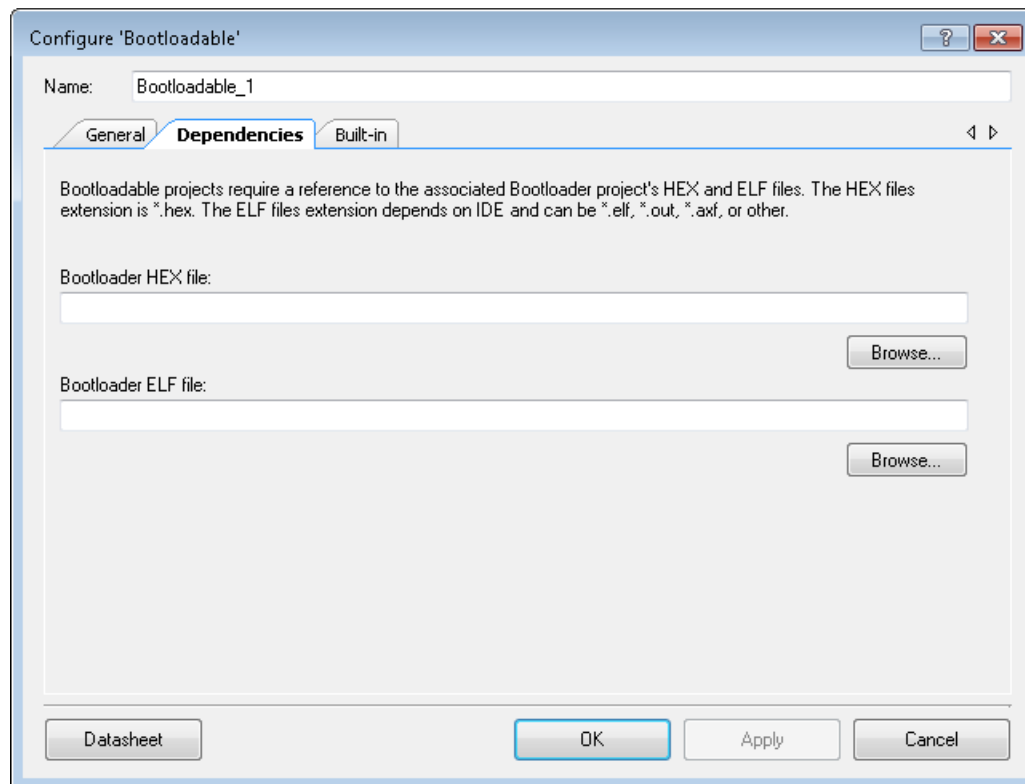 Configure 'Bootloadable'
Name: Bootloadable_1
General Dependencies Built-in
Bootloadable projects require a reference to the associated Bootloader project's HEX and ELF files. The HEX files
extension is *.hex. The ELF files extension depends on IDE and can be *.elf, *.out, *.axf, or other.
Bootloader HEX file:
Browse...
Bootloader ELF file:
Browse...
Datasheet OK Apply Cancel